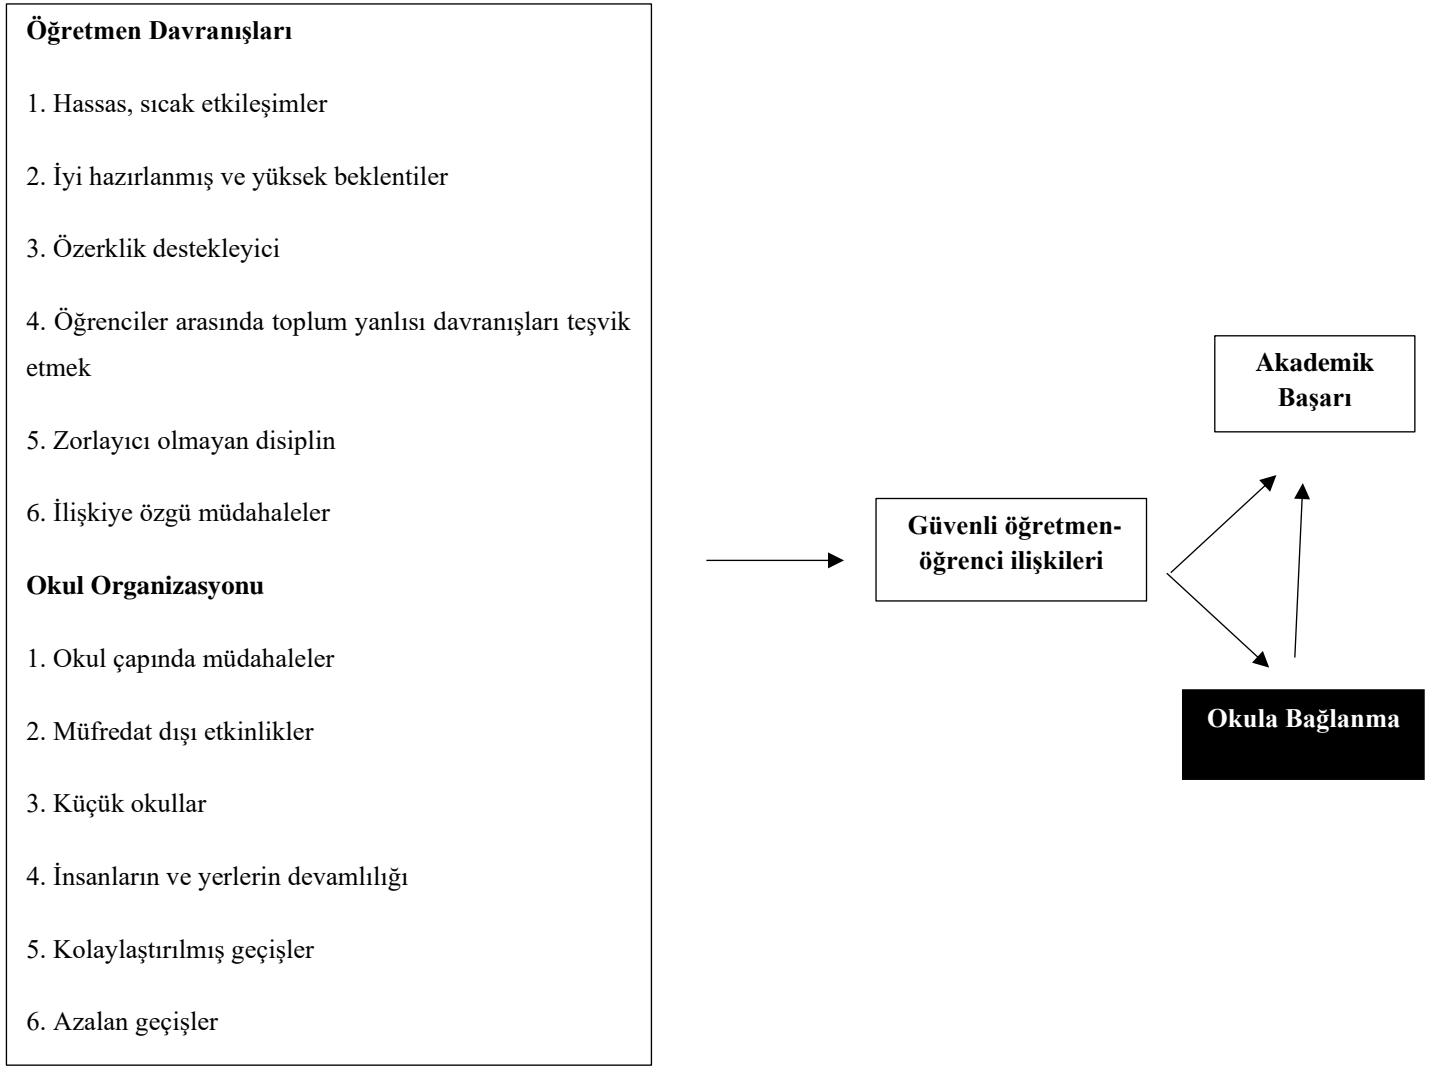 Öğretmen Davranışları
1. Hassas, sıcak etkileşimler
2. İyi hazırlanmış ve yüksek beklentiler
3. Özerklik destekleyici
4. Öğrenciler arasında toplum yanlısı davranışları teşvik
etmek
5. Zorlayıcı olmayan disiplin
6. İlişkiye özgü müdahaleler
Okul Organizasyonu
1. Okul çapında müdahaleler
2. Müfredat dışı etkinlikler
3. Küçük okullar
4. İnsanların ve yerlerin devamlılığı
5. Kolaylaştırılmış geçişler
6. Azalan geçişler
Güvenli öğretmen-
öğrenci ilişkileri
Akademik
Başarı
Okula Bağlanma